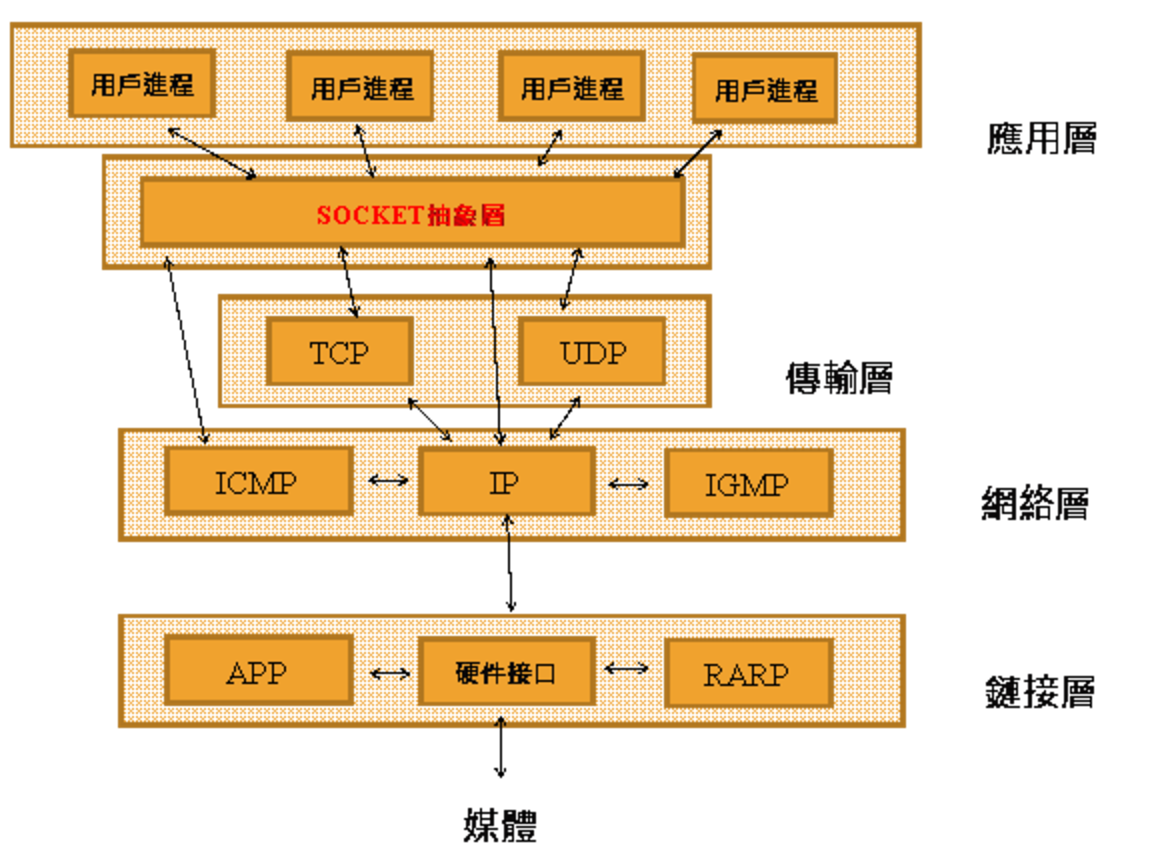 用戶進程
用戶進程
用戶進程
用戶進程
應用層
SOCKET抽象層
TCP
UDP
傳輸層
ICMP
IP
IGMP
網絡層
APP
硬件接口
RARP
鏈接層
媒體